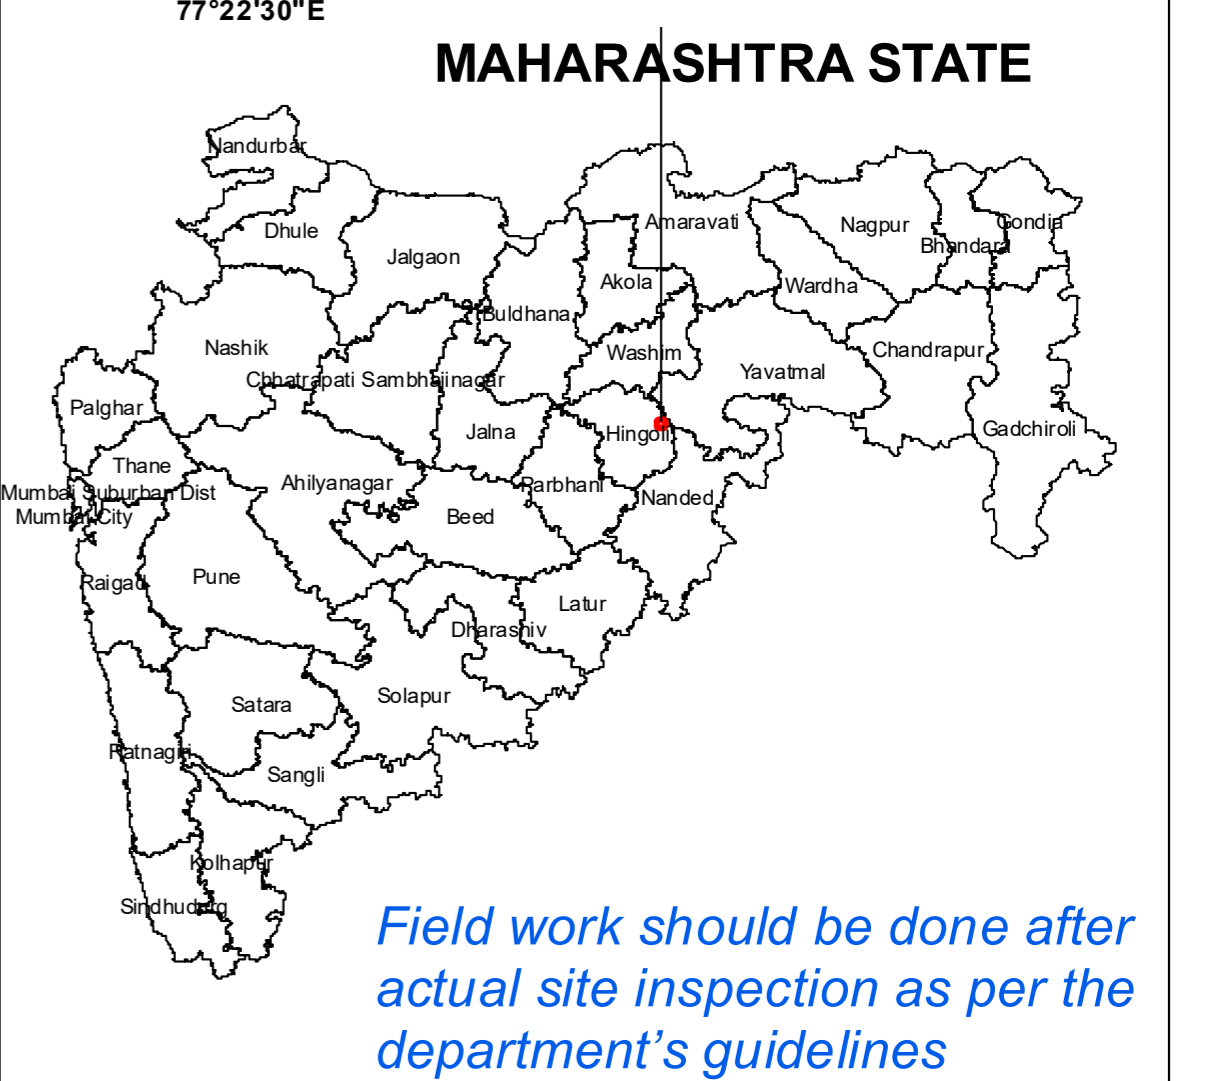 77°22'30"E
MAHARASHTRA STATE
Nandurbar
Amaravati
Nagpur
Gondia
Dhule
Bhandara
Jalgaon
Akola
Wardha
Buldhana
Nashik
Washim
Chandrapur
Yavatmal
Chhatrapati Sambhajinagar
Palghar
Jalna
Hingoli
Gadchiroli
Thane
Ahilyanagar
Parbhani
Mumbai Suburban Dist
Nanded
Mumbai City
Beed
Raigad
Pune
Latur
Dharashiv
Satara
Solapur
Ratnagiri
Sangli
Kolhapur
Sindhudurg
Field work should be done after
actual site inspection as per the
department’s guidelines